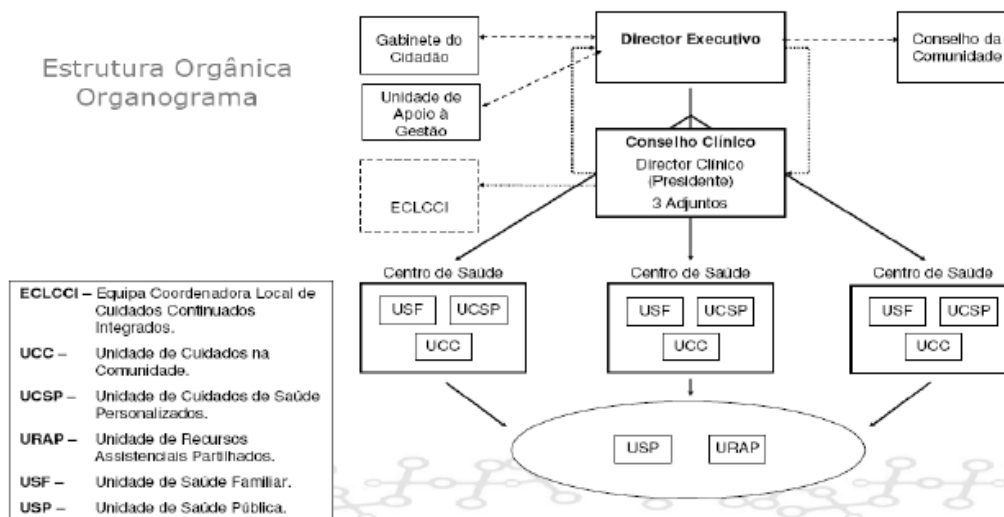 Estrutura Orgânica
Organograma
Gabinete do
Cidadão
Director Executivo
Conselho da
Comunidade
Unidade de
Apoio à
Gestão
Conselho Clínico
Director Clínico
(Presidente)
3 Adjuntos
ECLCCI
Centro de Saúde
USF
UCSP
UCC
Centro de Saúde
USF
UCSP
UCC
Centro de Saúde
USF
UCSP
UCC
USP
URAP
ECLCCI – Equipa Coordenadora Local de
Cuidados Continuados
Integrados.
UCC – Unidade de Cuidados na
Comunidade.
UCSP – Unidade de Cuidados de Saúde
Personalizados.
URAP – Unidade de Recursos
Assistenciais Partilhados.
USF – Unidade de Saúde Familiar.
USP – Unidade de Saúde Pública.